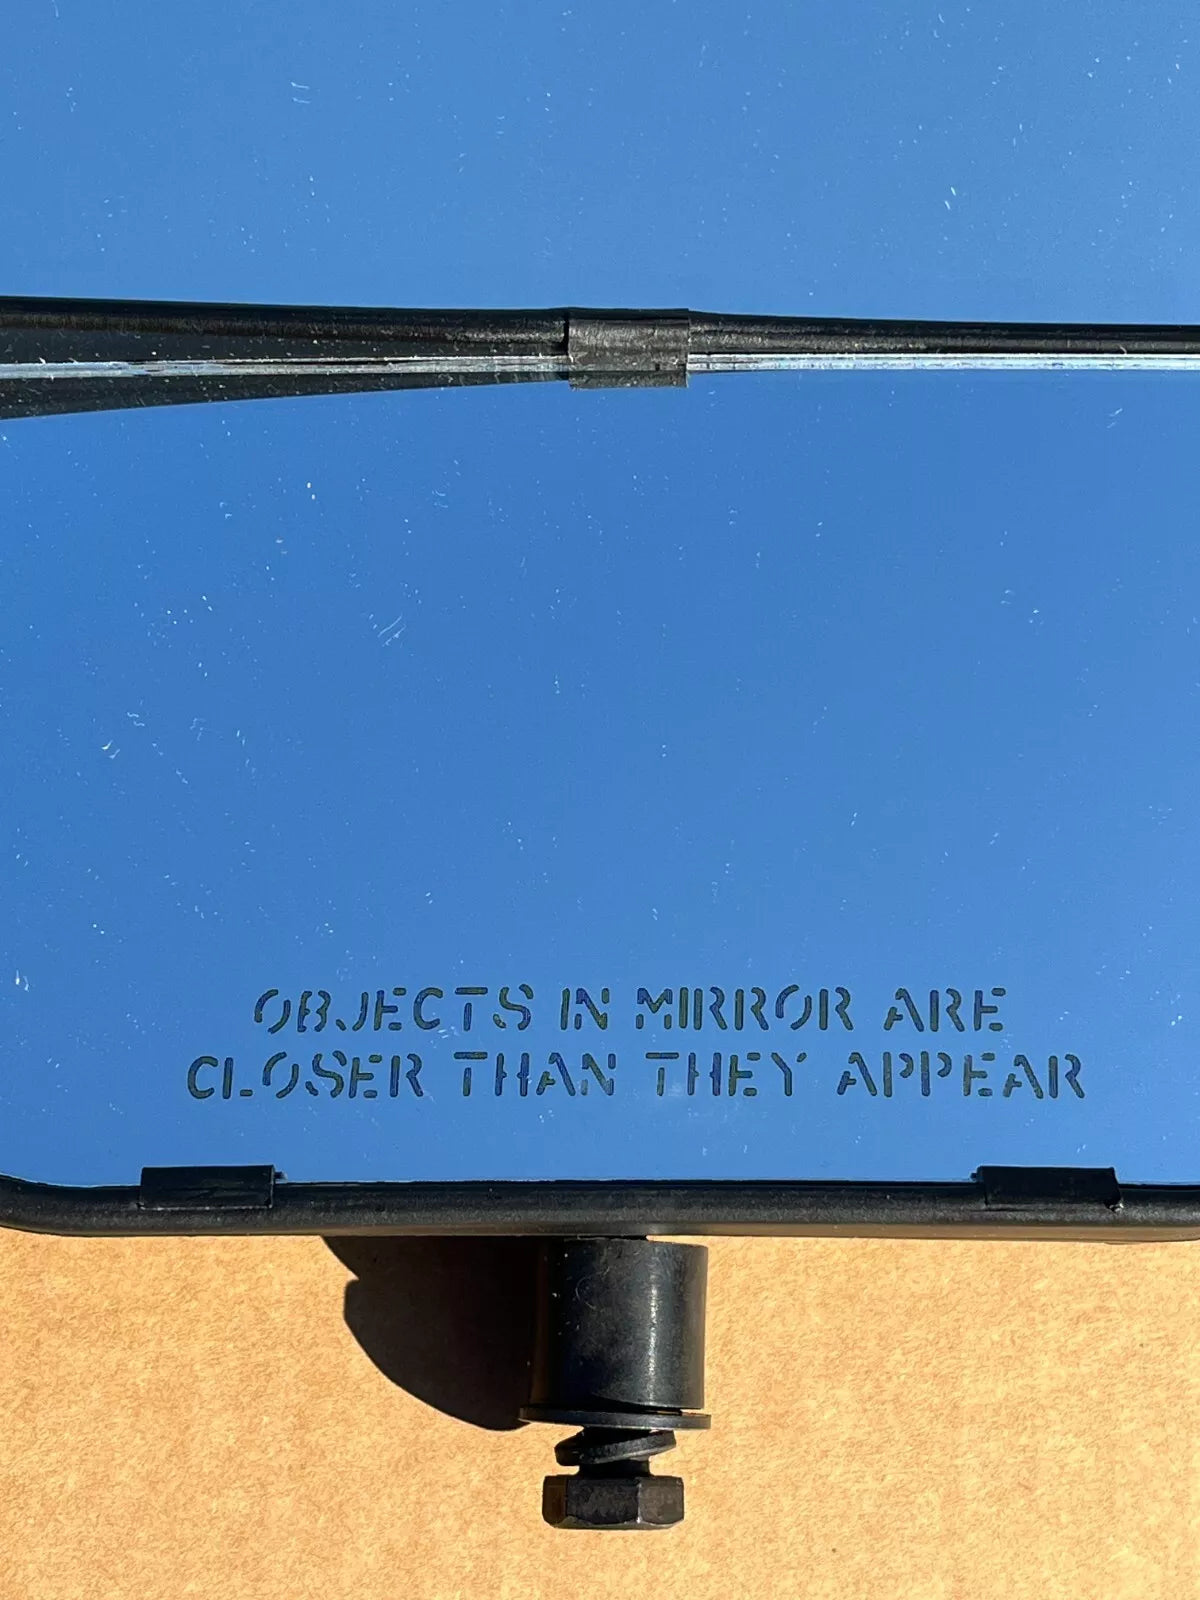 OBJECTS IN MIRROR ARE
CLOSER THAN THEY APPEAR